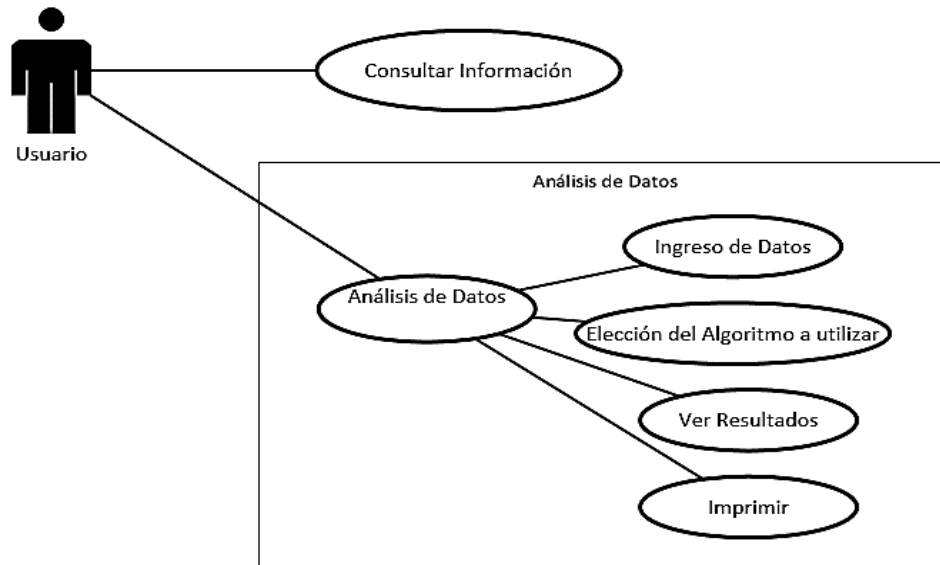 Consultar Información
Usuario
Análisis de Datos
Ingreso de Datos
Análisis de Datos
Elección del Algoritmo a utilizar
Ver Resultados
Imprimir